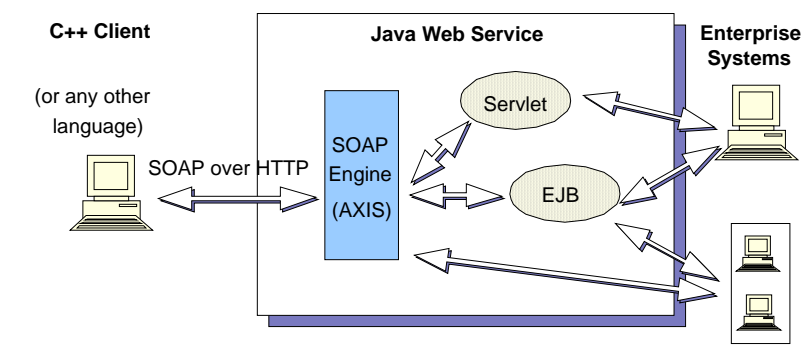 C++ Client
(or any other
language)
SOAP over HTTP
Java Web Service
SOAP
Engine
(AXIS)
Servlet
EJB
Enterprise
Systems